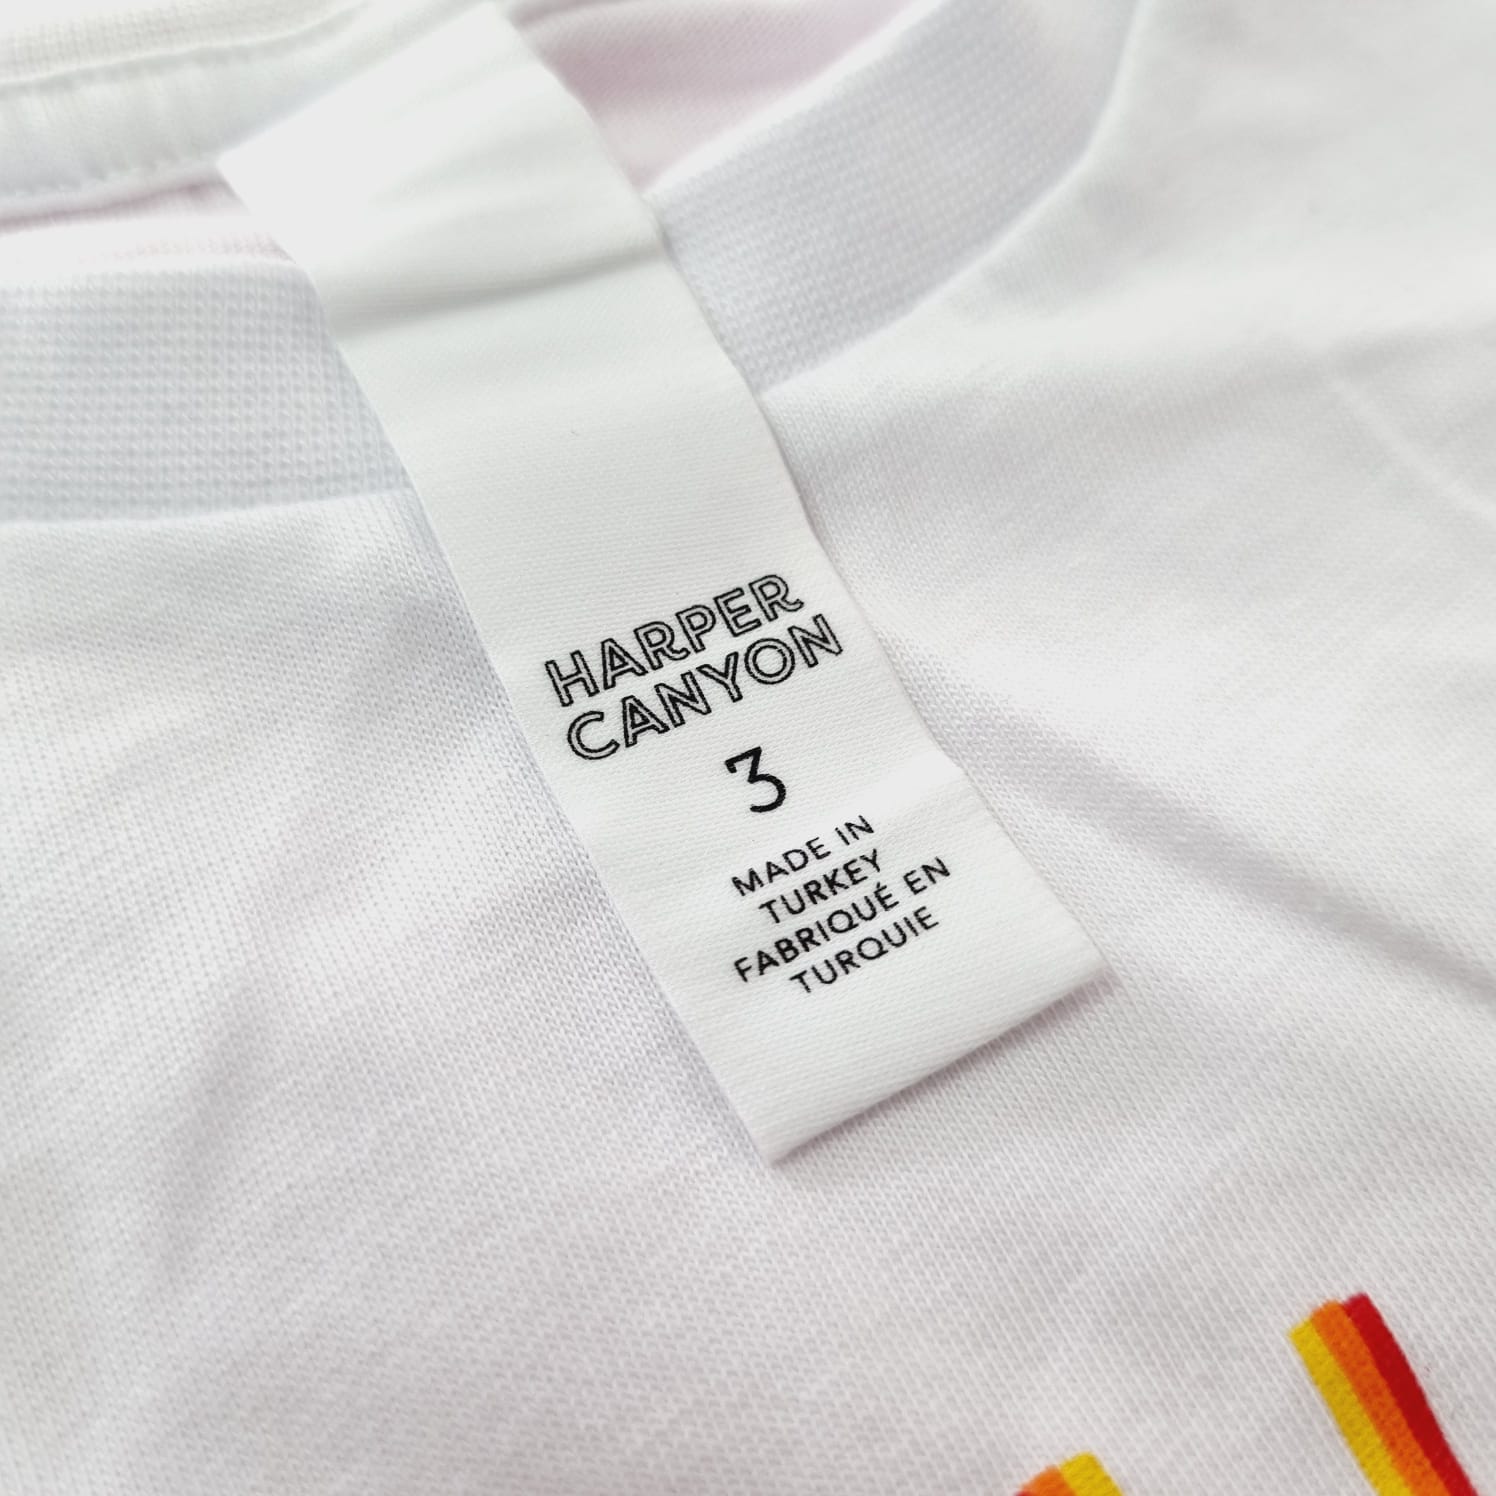 HARPER
CANYON
3
MADE IN
TURKEY
FABRIQUÉ EN
TURQUIE